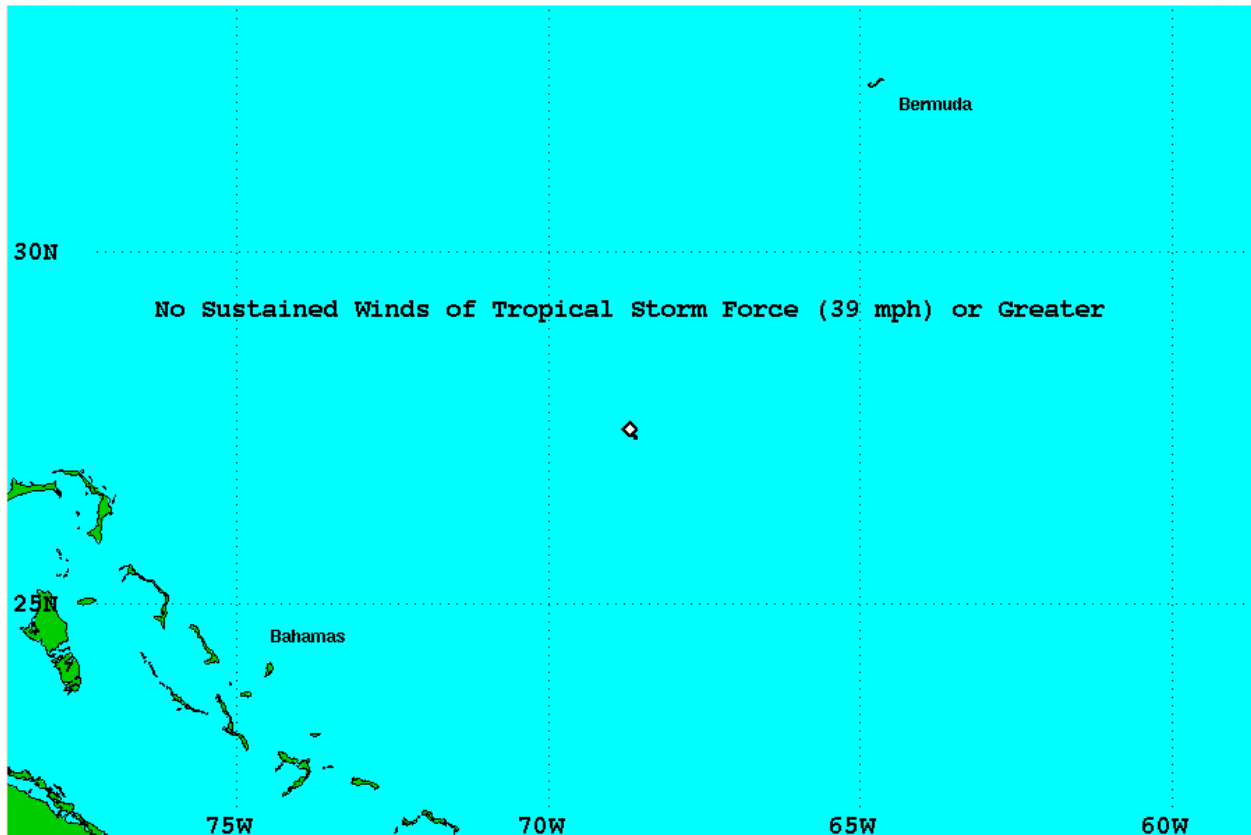 Bermuda
30N
No Sustained Winds of Tropical Storm Force (39 mph) or Greater
25N
Bahamas
75W 70W 65W 60W